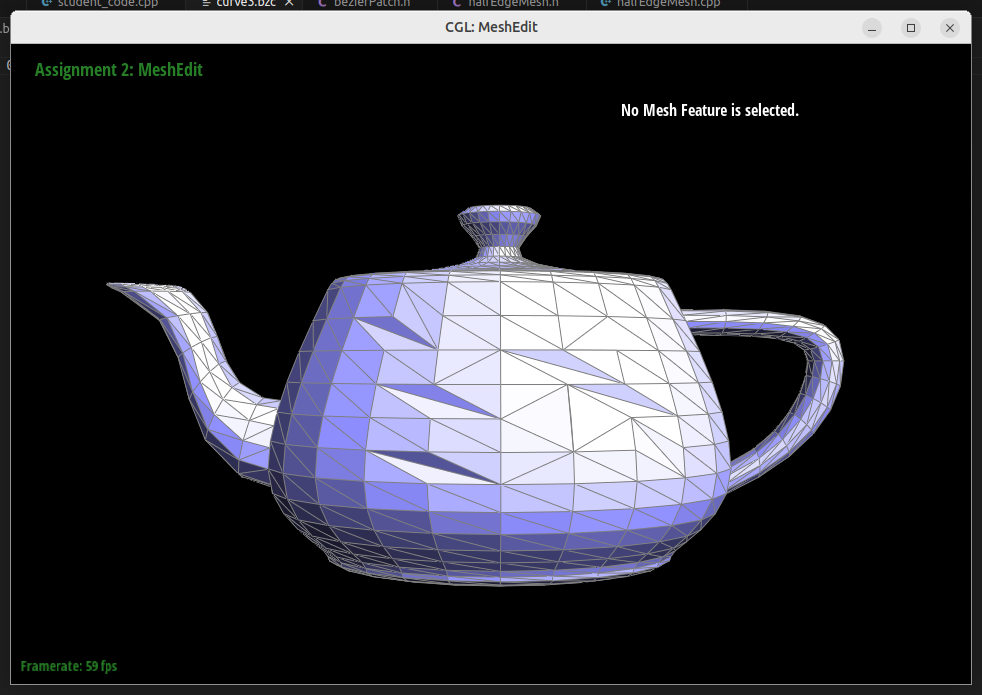 student_code.cpp curve3.bzc bezierPatch.h halfEdgeMesh.h halfEdgeMesh.cpp
CGL: MeshEdit
Assignment 2: MeshEdit
No Mesh Feature is selected.
Framerate: 59 fps